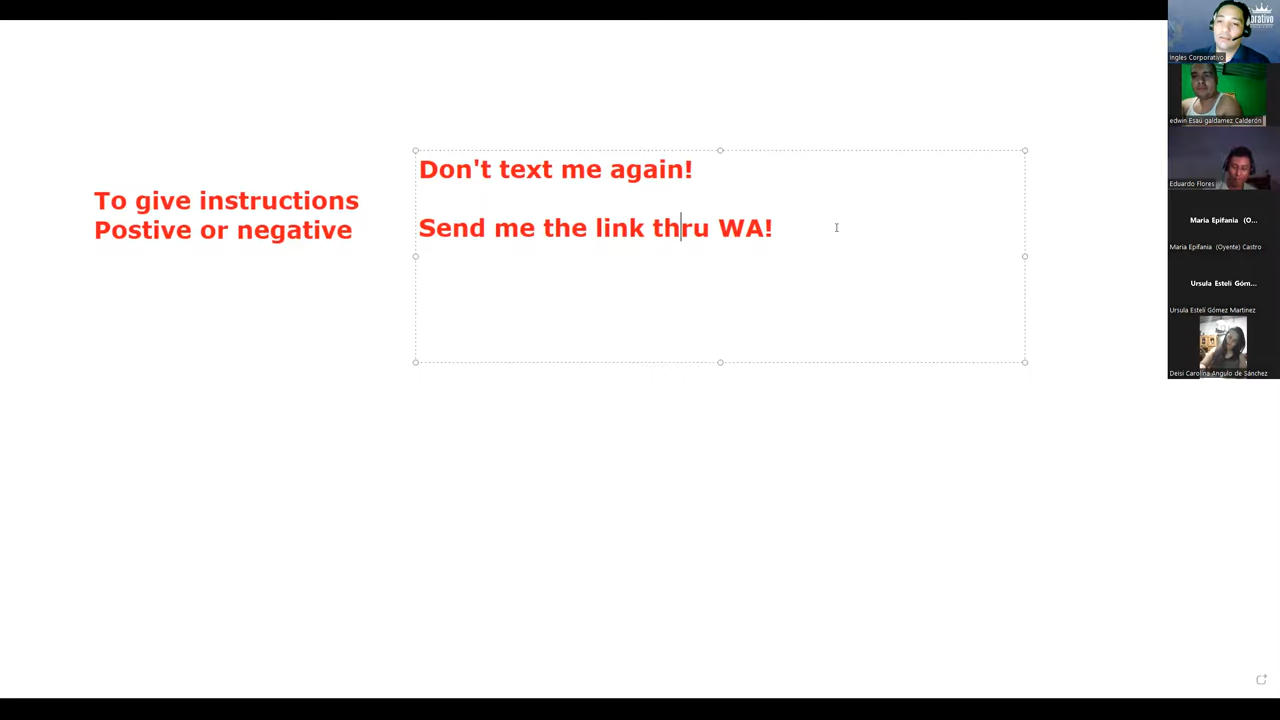 To give instructions
Postive or negative
Don't text me again!
Send me the link thru WA!
orativo
Ingles Corporativo
edwin Esaú galdamez Calderón
Eduardo Flores
Maria Epifania (O...
Maria Epifania (Oyente) Castro
Ursula Esteli Góm...
Ursula Estelí Gómez Martinez
Deisi Carolina Angulo de Sánchez